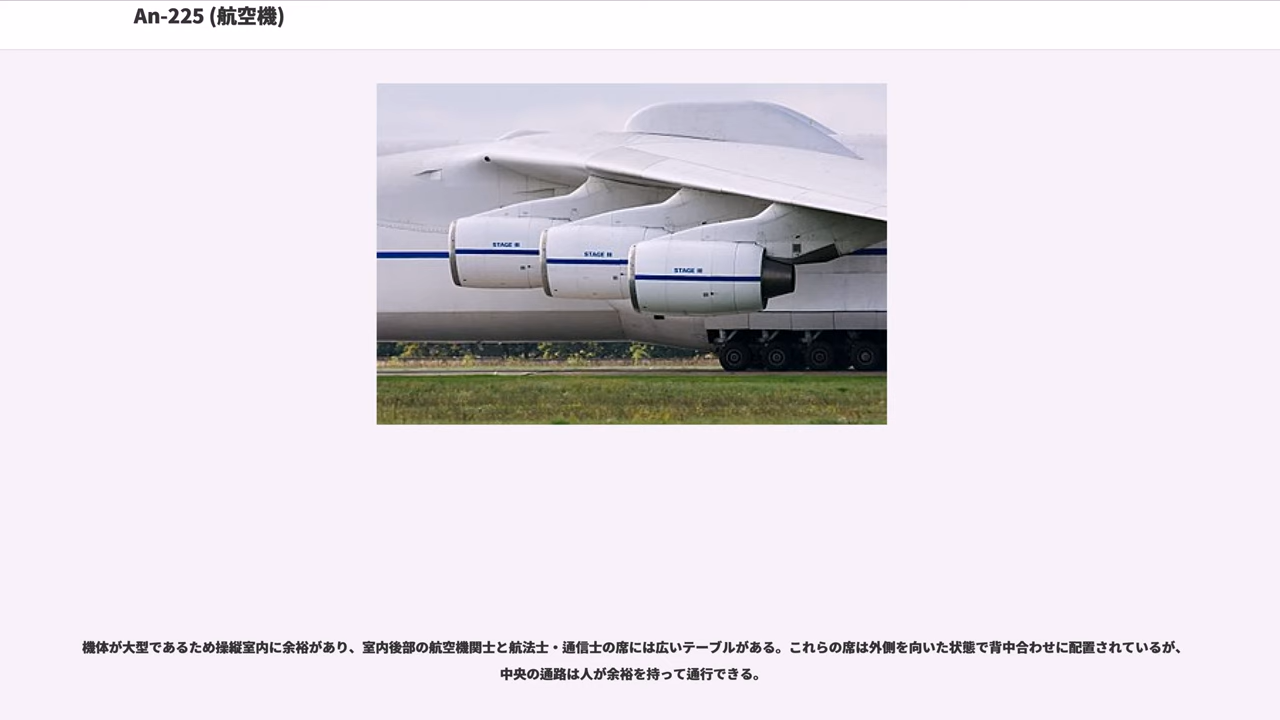 An-225 (航空機)
STAGE III
STAGE III
STAGE III
機体が大型であるため操縦室内に余裕があり、室内後部の航空機関士と航法士・通信士の席には広いテーブルがある。これらの席は外側を向いた状態で背中合わせに配置されているが、
中央の通路は人が余裕を持って通行できる。